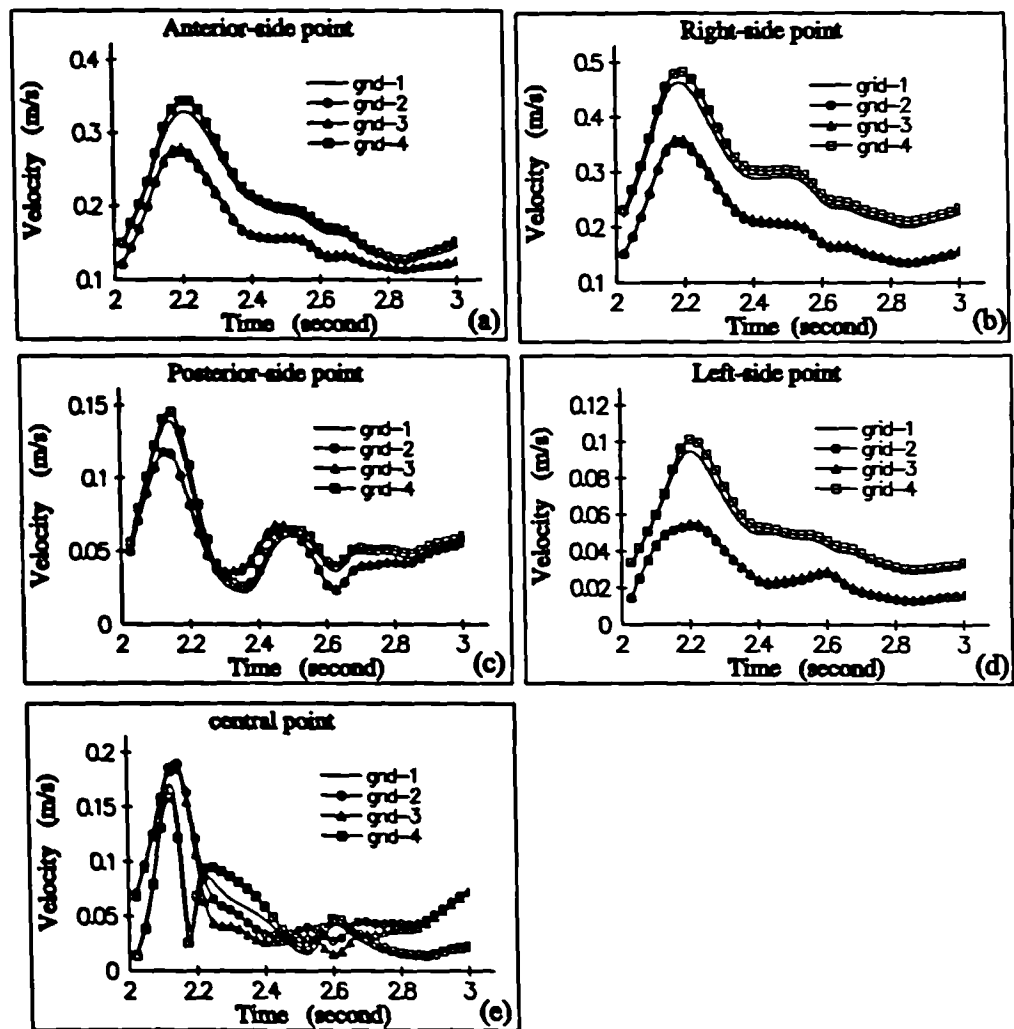 Anterior-side point
Velocity (m/s)
0.4
0.3
0.2
0.1
grid-1
grid-2
grid-3
grid-4
2 2.2 2.4 2.6 2.8 3
Time (second)
(a)
Right-side point
Velocity (m/s)
0.5
0.4
0.3
0.2
0.1
grid-1
grid-2
grid-3
grid-4
2 2.2 2.4 2.6 2.8 3
Time (second)
(b)
Posterior-side point
Velocity (m/s)
0.15
0.1
0.05
0
grid-1
grid-2
grid-3
grid-4
2 2.2 2.4 2.6 2.8 3
Time (second)
(c)
Left-side point
Velocity (m/s)
0.12
0.1
0.08
0.06
0.04
0.02
0
grid-1
grid-2
grid-3
grid-4
2 2.2 2.4 2.6 2.8 3
Time (second)
(d)
central point
Velocity (m/s)
0.2
0.15
0.1
0.05
0
grid-1
grid-2
grid-3
grid-4
2 2.2 2.4 2.6 2.8 3
Time (second)
(e)